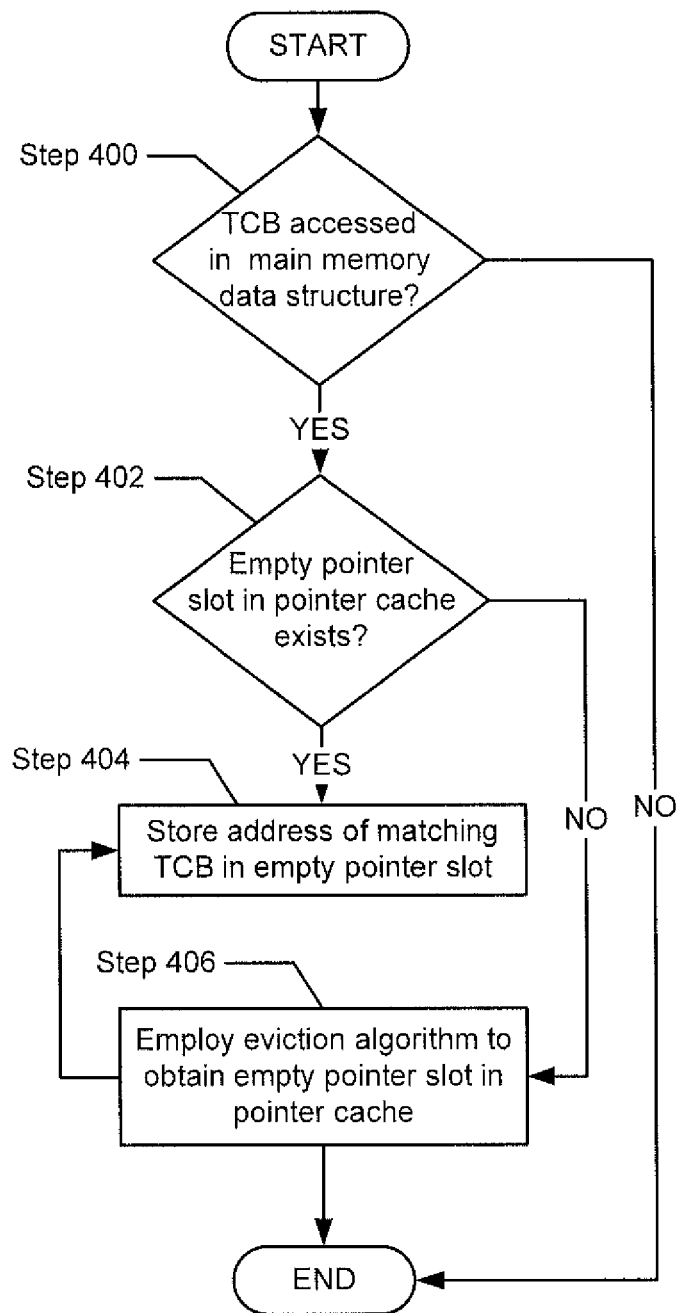 START
Step 400
TCB accessed
in main memory
data structure?
YES
Step 402
Empty pointer
slot in pointer cache
exists?
YES
Step 404
Store address of matching
TCB in empty pointer slot
NO
NO
Step 406
Employ eviction algorithm to
obtain empty pointer slot in
pointer cache
END